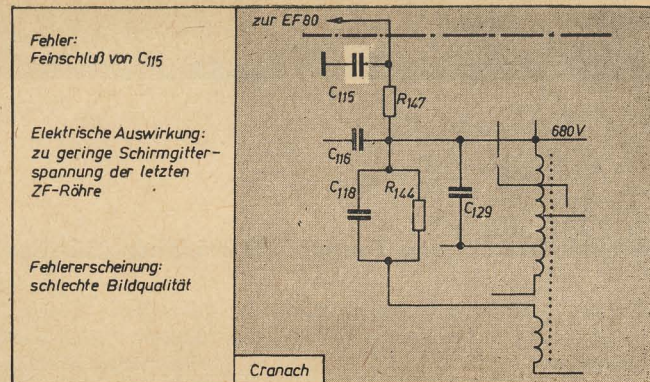 Fehler:
Feinschluß von C115
Elektrische Auswirkung:
zu geringe Schirmgitter-
spannung der letzten
ZF-Röhre
Fehlererscheinung:
schlechte Bildqualität
zur EF80
C115
R147
C116
680V
C118
R144
C129
Cranach